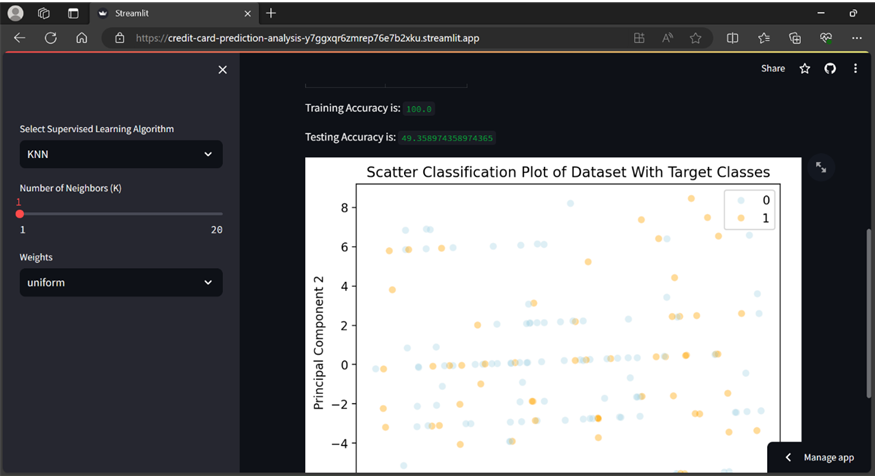 Streamlit
https://credit-card-prediction-analysis-y7ggxqr6zmrep76e7b2xku.streamlit.app
Share
Select Supervised Learning Algorithm
KNN
Number of Neighbors (K)
1
1 20
Weights
uniform
Training Accuracy is: 100.0
Testing Accuracy is: 49.358974358974365
Scatter Classification Plot of Dataset With Target Classes
0
1
Principal Component 2
8
6
4
2
0
−2
−4
Manage app